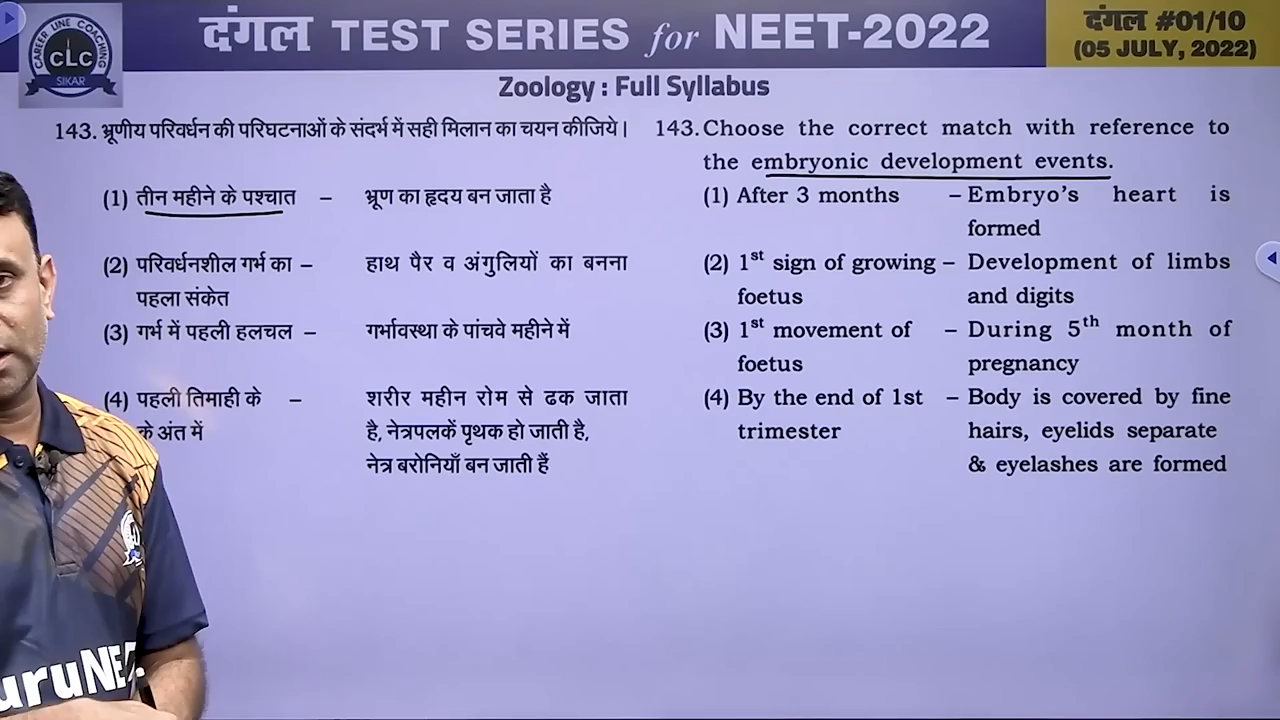 दंगल TEST SERIES for NEET-2022
दंगल #01/10
(05 JULY, 2022)
CAREER LINE COACHING
CLC
SIKAR
Zoology : Full Syllabus
143. भ्रूणीय परिवर्धन की परिघटनाओं के संदर्भ में सही मिलान का चयन कीजिये।
(1) तीन महीने के पश्चात – भ्रूण का हृदय बन जाता है
(2) परिवर्धनशील गर्भ का – हाथ पैर व अंगुलियों का बनना
पहला संकेत
(3) गर्भ में पहली हलचल – गर्भावस्था के पांचवे महीने में
(4) पहली तिमाही के – शरीर महीन रोम से ढक जाता
के अंत में है, नेत्रपलकें पृथक हो जाती है,
नेत्र बरोनियाँ बन जाती हैं
143. Choose the correct match with reference to
the embryonic development events.
(1) After 3 months – Embryo's heart is
formed
(2) 1st sign of growing – Development of limbs
foetus and digits
(3) 1st movement of – During 5th month of
foetus pregnancy
(4) By the end of 1st – Body is covered by fine
trimester hairs, eyelids separate
& eyelashes are formed
uruNEE